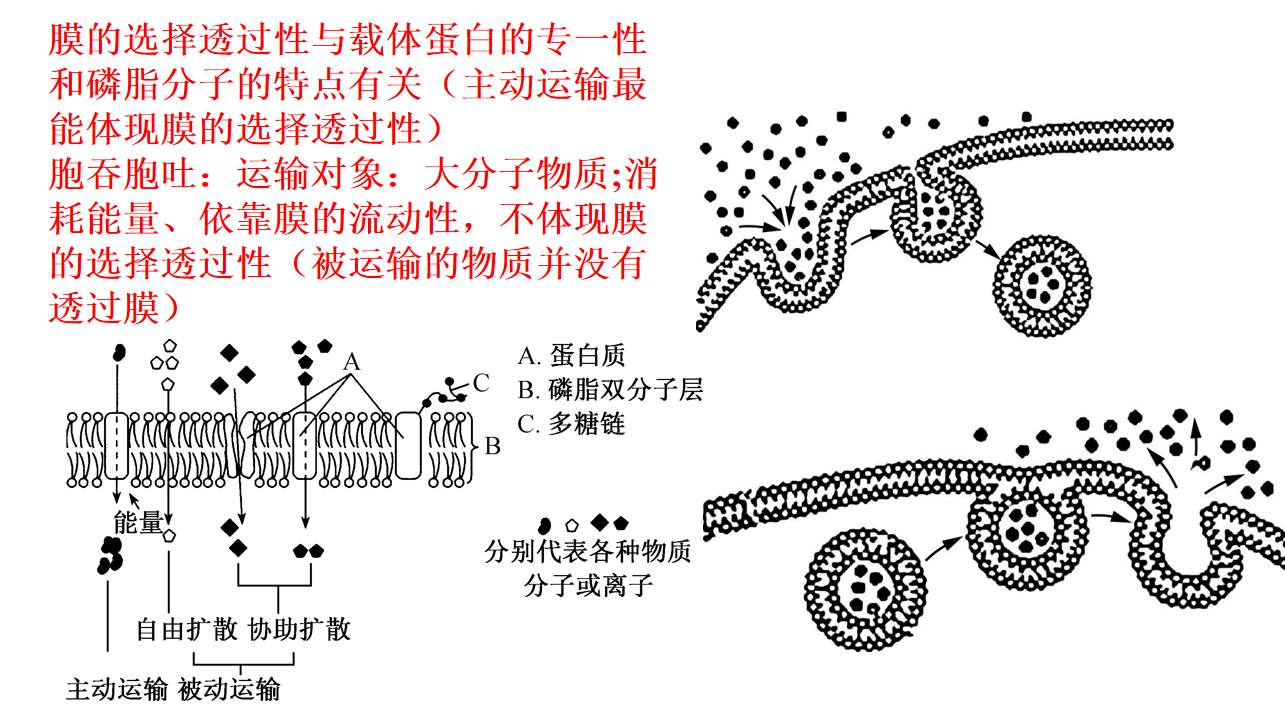 膜的选择透过性与载体蛋白的专一性
和磷脂分子的特点有关（主动运输最
能体现膜的选择透过性）
胞吞胞吐：运输对象：大分子物质;消
耗能量、依靠膜的流动性，不体现膜
的选择透过性（被运输的物质并没有
透过膜）
A
C
B
A. 蛋白质
B. 磷脂双分子层
C. 多糖链
能量
分别代表各种物质
分子或离子
自由扩散 协助扩散
主动运输 被动运输